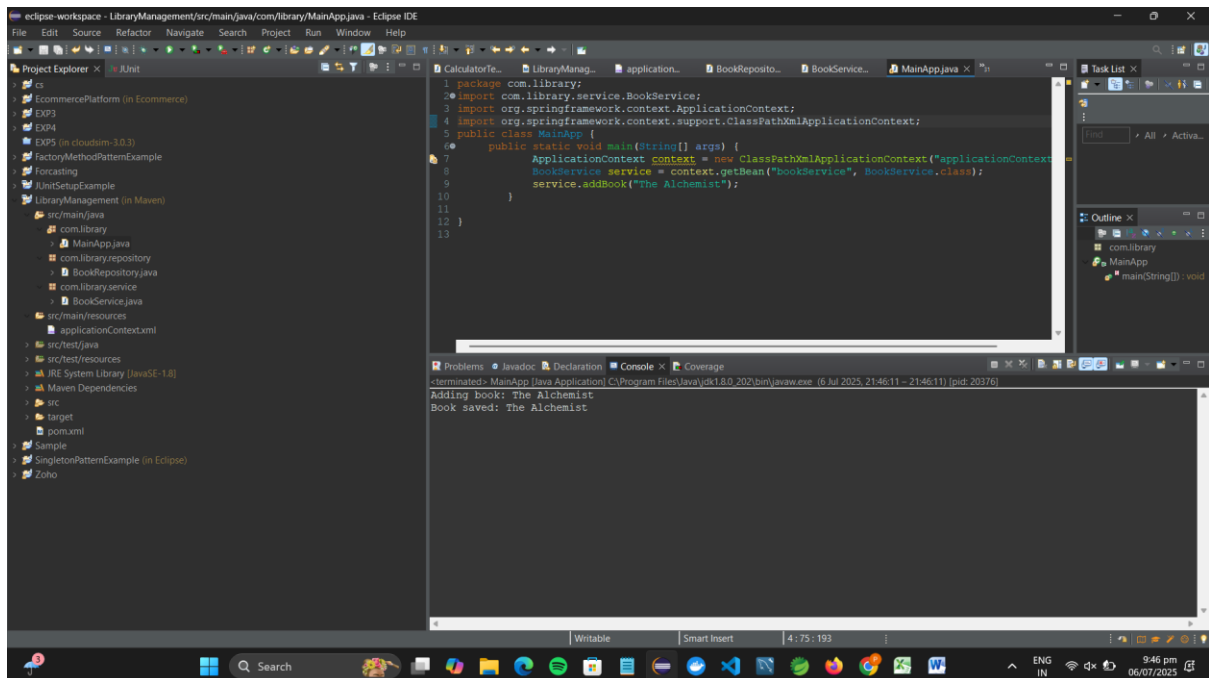 eclipse-workspace - LibraryManagement/src/main/java/com/library/MainApp.java - Eclipse IDE
File Edit Source Refactor Navigate Search Project Run Window Help
Project Explorer
JUnit
cs
EcommercePlatform (in Ecommerce)
EXP3
EXP4
EXP5 (in cloudsim-3.0.3)
FactoryMethodPatternExample
Forcasting
JUnitSetupExample
LibraryManagement (in Maven)
src/main/java
com.library
MainApp.java
com.library.repository
BookRepository.java
com.library.service
BookService.java
src/main/resources
applicationContext.xml
src/test/java
src/test/resources
JRE System Library [JavaSE-1.8]
Maven Dependencies
src
target
pom.xml
Sample
SingletonPatternExample (in Eclipse)
Zoho
CalculatorTe... LibraryManag... application... BookReposito... BookService... MainApp.java
1 package com.library;
2 import com.library.service.BookService;
3 import org.springframework.context.ApplicationContext;
4 import org.springframework.context.support.ClassPathXmlApplicationContext;
5 public class MainApp {
6 public static void main(String[] args) {
7 ApplicationContext context = new ClassPathXmlApplicationContext("applicationContext
8 BookService service = context.getBean("bookService", BookService.class);
9 service.addBook("The Alchemist");
10 }
11
12 }
13
Task List
Find All Activa...
Outline
com.library
MainApp
main(String[]) : void
Problems Javadoc Declaration Console Coverage
<terminated> MainApp [Java Application] C:\Program Files\Java\jdk1.8.0_202\bin\javaw.exe (6 Jul 2025, 21:46:11 – 21:46:11) [pid: 20376]
Adding book: The Alchemist
Book saved: The Alchemist
Writable Smart Insert 4 : 75 : 193
3
Search
ENG
IN
9:46 pm
06/07/2025